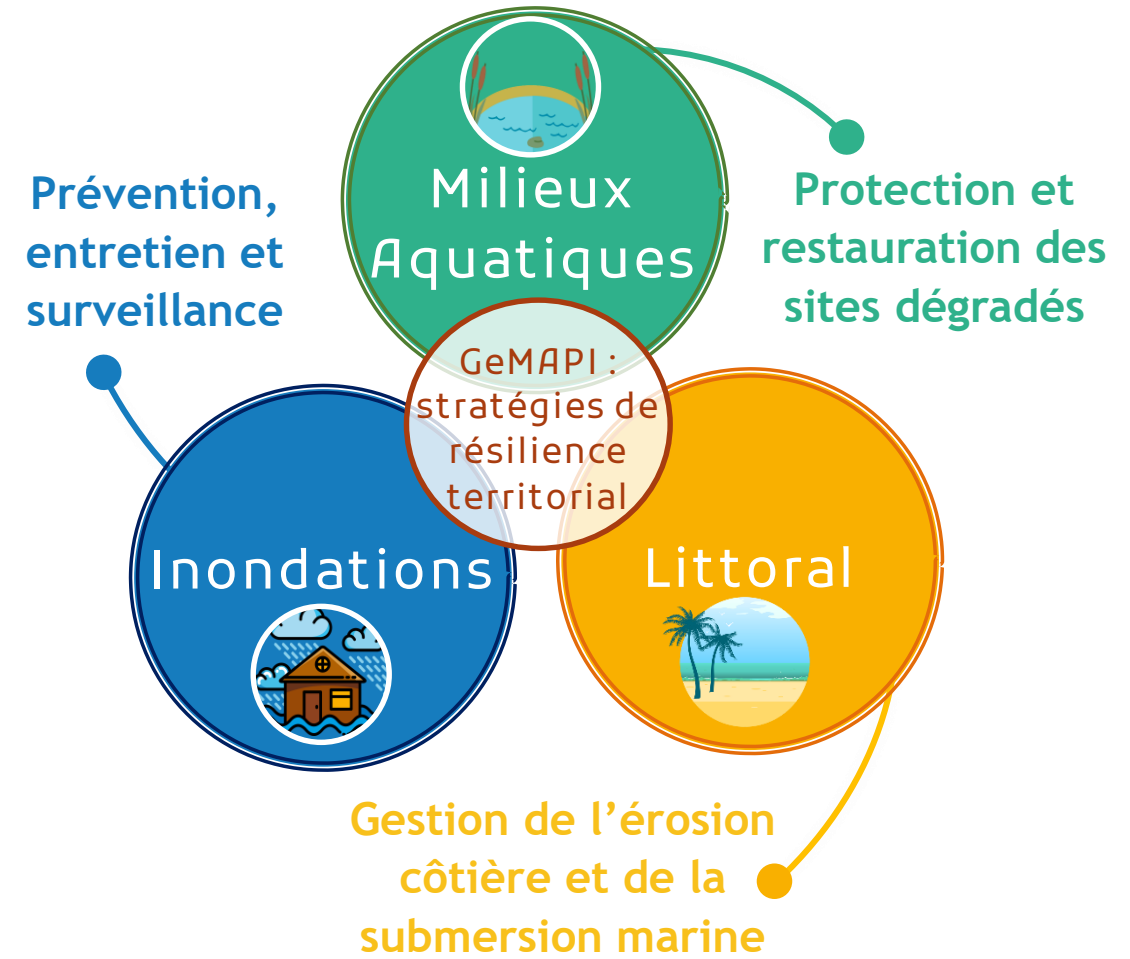 Milieux
Aquatiques
Prévention,
entretien et
surveillance
Protection et
restauration des
sites dégradés
GeMAPI :
stratégies de
résilience
territorial
Inondations
Littoral
Gestion de l’érosion
côtière et de la
submersion marine